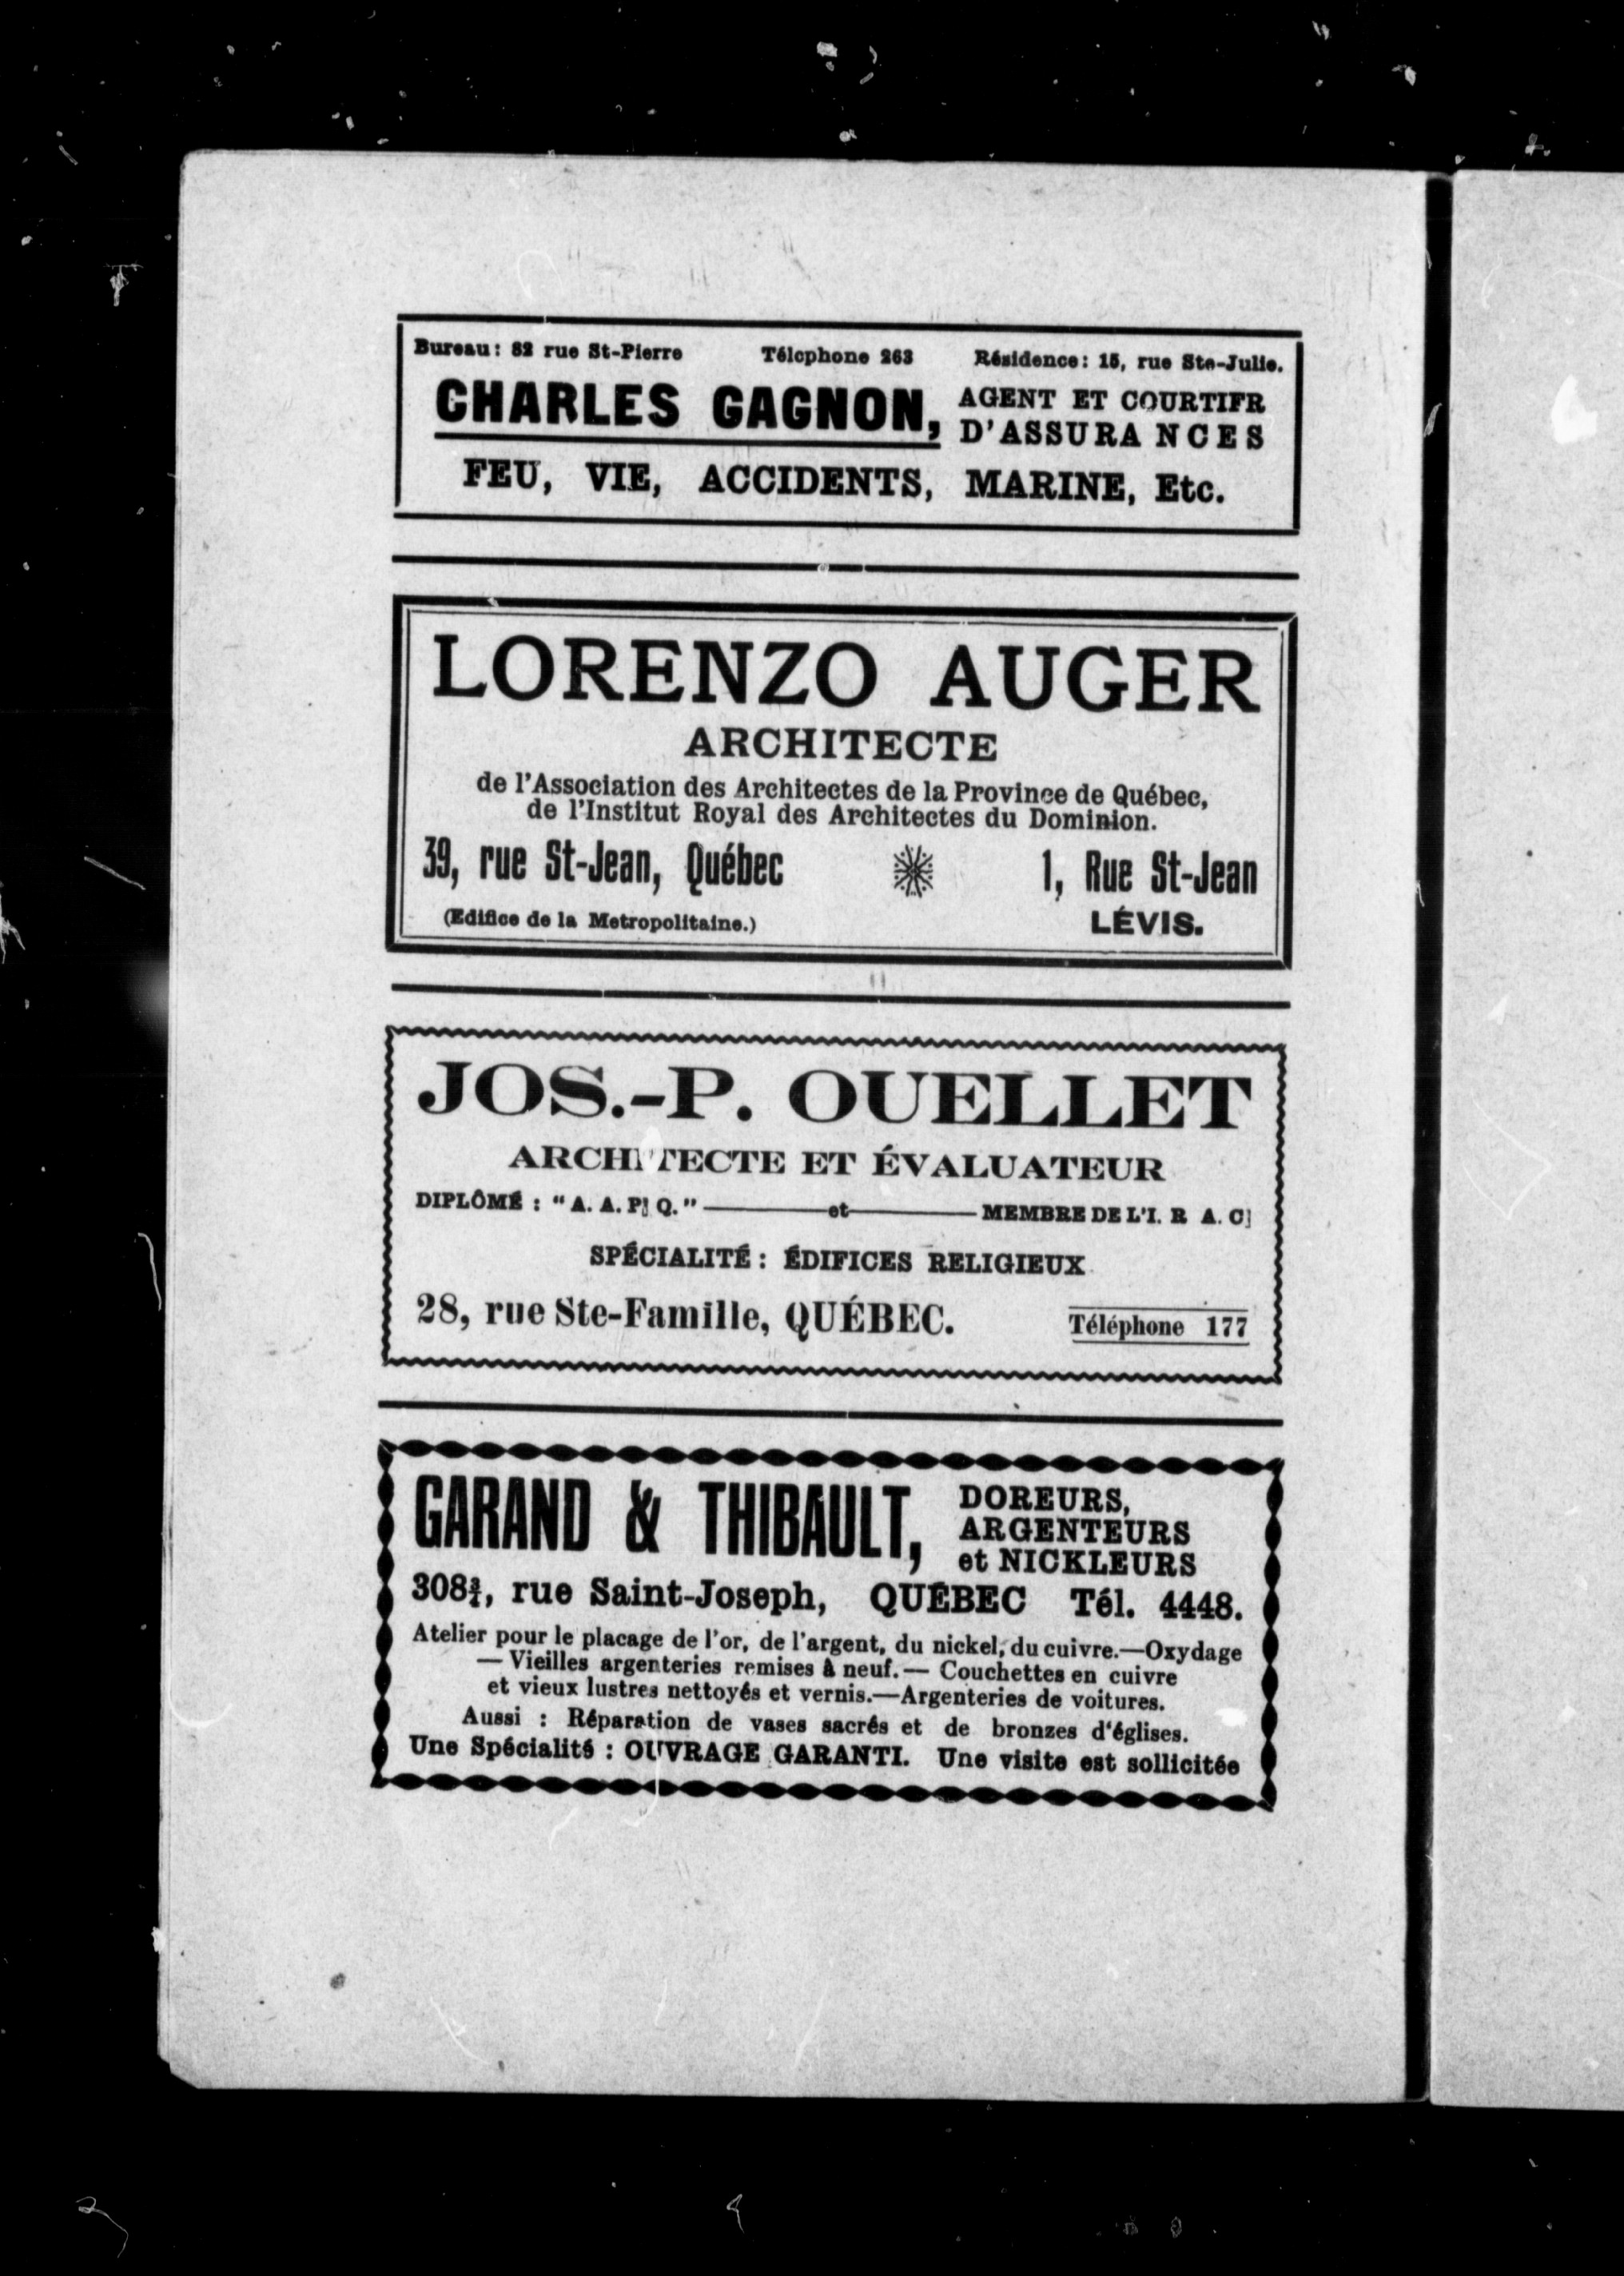 Bureau: 82 rue St-Pierre Télephone 263 Résidence: 15, rue Ste-Julie.
CHARLES GAGNON, AGENT ET COURTIER
D'ASSURANCES
FEU, VIE, ACCIDENTS, MARINE, Etc.
LORENZO AUGER
ARCHITECTE
de l'Association des Architectes de la Province de Québec,
de l'Institut Royal des Architectes du Dominion.
39, rue St-Jean, Québec 1, Rue St-Jean
(Edifice de la Metropolitaine.) LÉVIS.
JOS.-P. OUELLET
ARCHITECTE ET ÉVALUATEUR
DIPLÔMÉ : "A. A. P. Q." et MEMBRE DE L'I. R A. C.
SPÉCIALITÉ : ÉDIFICES RELIGIEUX
28, rue Ste-Famille, QUÉBEC. Téléphone 177
GARAND & THIBAULT, DOREURS,
ARGENTEURS
et NICKLEURS
308¾, rue Saint-Joseph, QUÉBEC Tél. 4448.
Atelier pour le placage de l'or, de l'argent, du nickel, du cuivre.—Oxydage
— Vieilles argenteries remises à neuf.— Couchettes en cuivre
et vieux lustres nettoyés et vernis.—Argenteries de voitures.
Aussi : Réparation de vases sacrés et de bronzes d'églises.
Une Spécialité : OUVRAGE GARANTI. Une visite est sollicitée